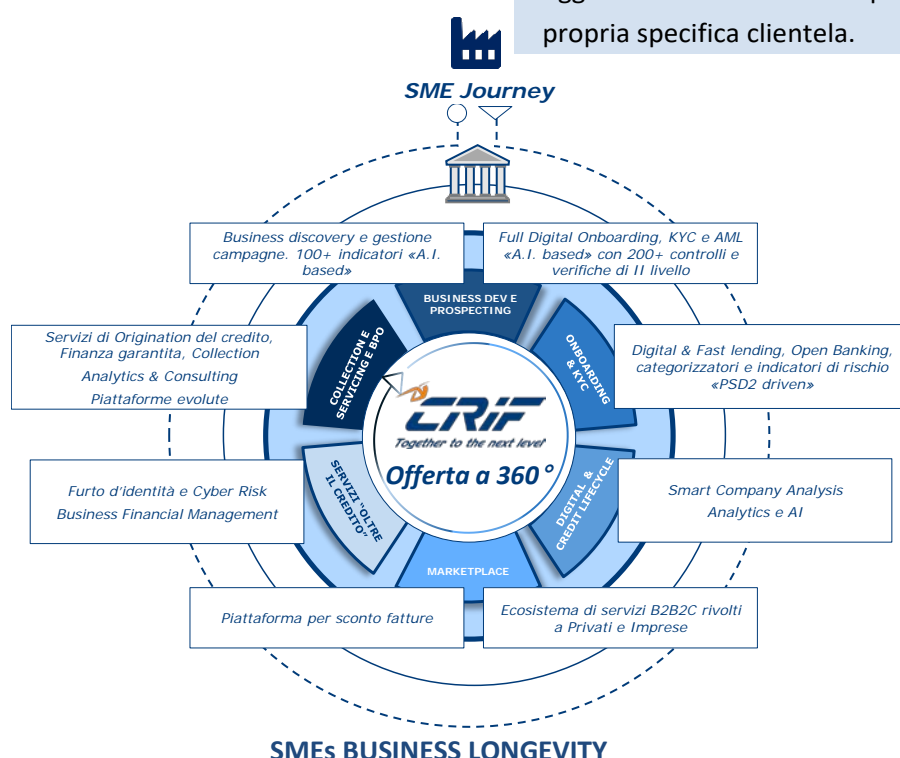 propria specifica clientela.
SME Journey
Business discovery e gestione
campagne. 100+ indicatori «A.I.
based»
Full Digital Onboarding, KYC e AML
«A.I. based» con 200+ controlli e
verifiche di II livello
BUSINESS DEV E
PROSPECTING
Servizi di Origination del credito,
Finanza garantita, Collection
Analytics & Consulting
Piattaforme evolute
COLLECTION E
SERVICING E BPO
ONBOARDING
& KYC
Digital & Fast lending, Open Banking,
categorizzatori e indicatori di rischio
«PSD2 driven»
CRIF
Together to the next level
Offerta a 360°
Furto d'identità e Cyber Risk
Business Financial Management
SERVIZI "OLTRE
IL CREDITO"
DIGITAL &
CREDIT LIFECYCLE
Smart Company Analysis
Analytics e AI
MARKETPLACE
Piattaforma per sconto fatture
Ecosistema di servizi B2B2C rivolti
a Privati e Imprese
SMEs BUSINESS LONGEVITY